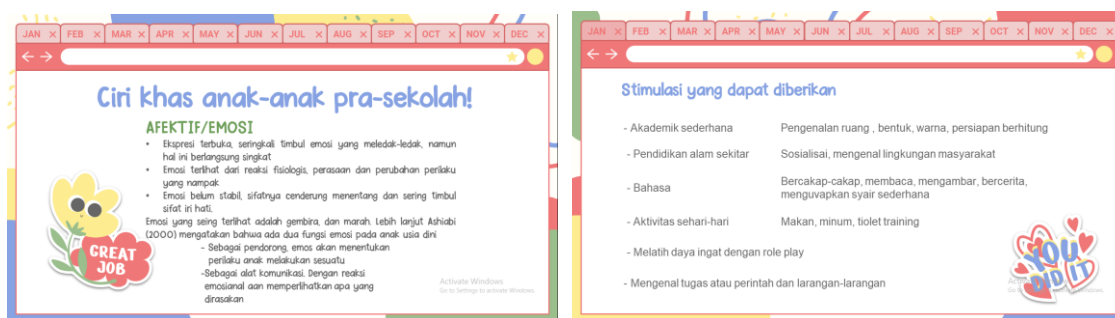 JAN × FEB × MAR × APR × MAY × JUN × JUL × AUG × SEP × OCT × NOV × DEC ×
Ciri khas anak-anak pra-sekolah!
AFEKTIF/EMOSI
• Ekspresi terbuka, seringkali timbul emosi yang meledak-ledak, namun
hal ini berlangsung singkat
• Emosi terlihat dari reaksi fisiologis, perasaan dan perubahan perilaku
yang nampak
• Emosi belum stabil, sifatnya cenderung menentang dan sering timbul
sifat iri hati.
Emosi yang seing terlihat adalah gembira, dan marah. Lebih lanjut Ashiabi
(2000) mengatakan bahwa ada dua fungsi emosi pada anak usia dini
- Sebagai pendorong, emos akan menentukan
perilaku anak melakukan sesuatu
-Sebagai alat komunikasi. Dengan reaksi
emosianal aan memperlihatkan apa yang
dirasakan
GREAT
JOB
Activate Windows
Go to Settings to activate Windows.
JAN × FEB × MAR × APR × MAY × JUN × JUL × AUG × SEP × OCT × NOV × DEC ×
Stimulasi yang dapat diberikan
- Akademik sederhana Pengenalan ruang , bentuk, warna, persiapan berhitung
- Pendidikan alam sekitar Sosialisai, mengenal lingkungan masyarakat
- Bahasa Bercakap-cakap, membaca, mengambar, bercerita,
menguvapkan syair sederhana
- Aktivitas sehari-hari Makan, minum, tiolet training
- Melatih daya ingat dengan role play
- Mengenal tugas atau perintah dan larangan-larangan
YOU
DID IT